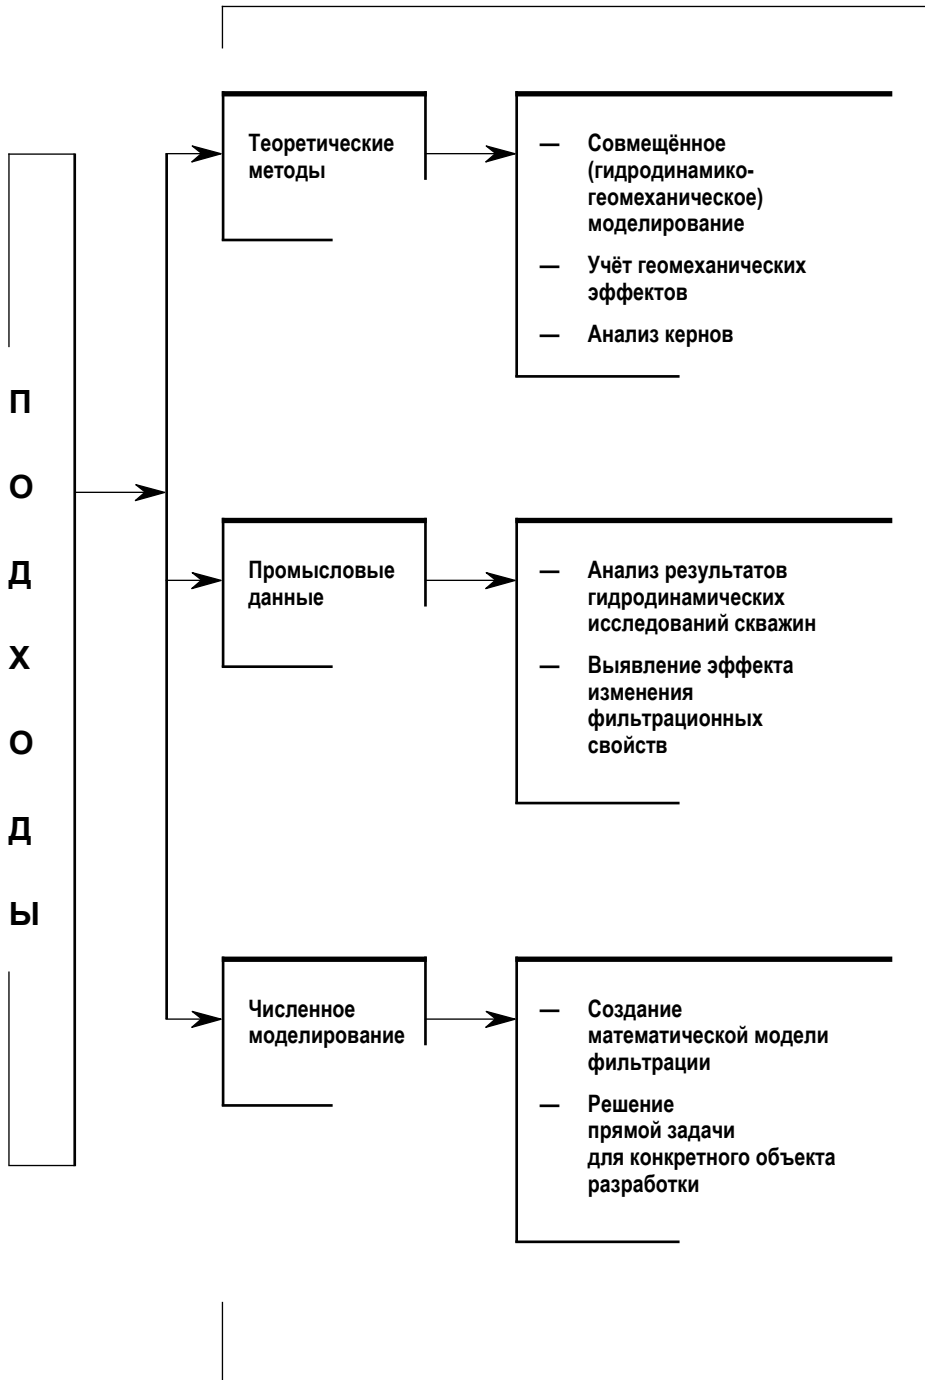 П
О
Д
Х
О
Д
Ы
Теоретические
методы
— Совмещённое
(гидродинамико-
геомеханическое)
моделирование
— Учёт геомеханических
эффектов
— Анализ кернов
Промысловые
данные
— Анализ результатов
гидродинамических
исследований скважин
— Выявление эффекта
изменения
фильтрационных
свойств
Численное
моделирование
— Создание
математической модели
фильтрации
— Решение
прямой задачи
для конкретного объекта
разработки